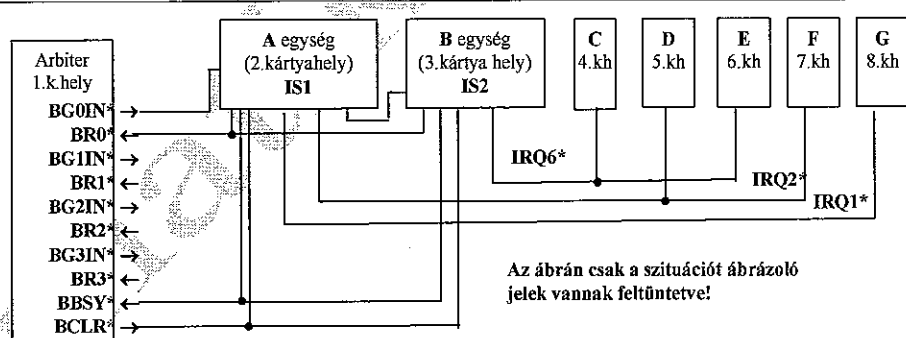 Arbiter
1.k.hely
BG0IN*
BR0*
BG1IN*
BR1*
BG2IN*
BR2*
BG3IN*
BR3*
BBSY*
BCLR*
A egység
(2.kártyahely)
IS1
B egység
(3.kártya hely)
IS2
C
4.kh
D
5.kh
E
6.kh
F
7.kh
G
8.kh
IRQ6*
IRQ2*
IRQ1*
Az ábrán csak a szituációt ábrázoló
jelek vannak feltüntetve!